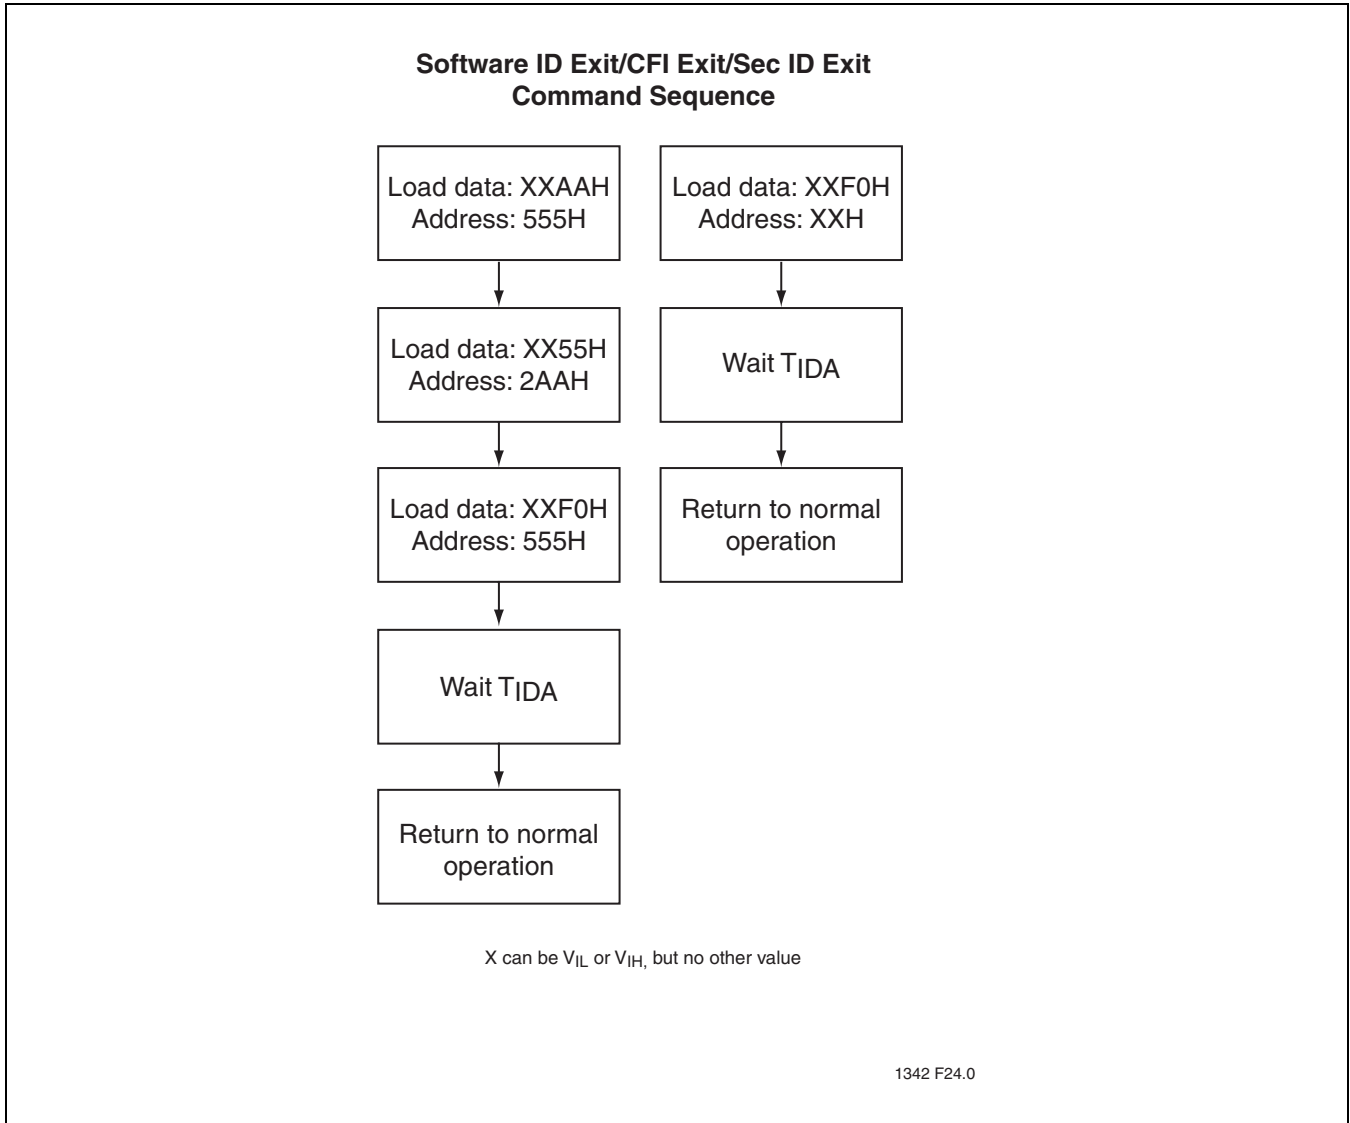 Software ID Exit/CFI Exit/Sec ID Exit
Command Sequence
Load data: XXAAH
Address: 555H
Load data: XX55H
Address: 2AAH
Load data: XXF0H
Address: 555H
Wait TIDA
Return to normal
operation
Load data: XXF0H
Address: XXH
Wait TIDA
Return to normal
operation
X can be VIL or VIH, but no other value
1342 F24.0